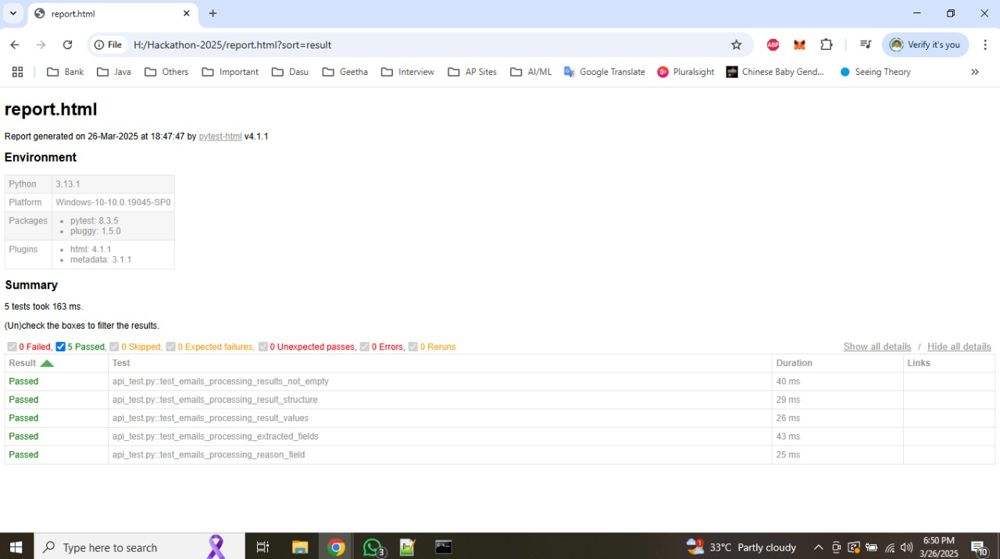 report.html
File H:/Hackathon-2025/report.html?sort=result ABP Verify it's you
Bank Java Others Important Dasu Geetha Interview AP Sites AI/ML Google Translate Pluralsight Chinese Baby Gend... Seeing Theory »
report.html
Report generated on 26-Mar-2025 at 18:47:47 by pytest-html v4.1.1
Environment
Python 3.13.1
Platform Windows-10-10.0.19045-SP0
Packages • pytest: 8.3.5
• pluggy: 1.5.0
Plugins • html: 4.1.1
• metadata: 3.1.1
Summary
5 tests took 163 ms.
(Un)check the boxes to filter the results.
0 Failed, 5 Passed, 0 Skipped, 0 Expected failures, 0 Unexpected passes, 0 Errors, 0 Reruns Show all details / Hide all details
Result Test Duration Links
Passed api_test.py::test_emails_processing_results_not_empty 40 ms
Passed api_test.py::test_emails_processing_result_structure 29 ms
Passed api_test.py::test_emails_processing_result_values 26 ms
Passed api_test.py::test_emails_processing_extracted_fields 43 ms
Passed api_test.py::test_emails_processing_reason_field 25 ms
Type here to search 3 1 33°C Partly cloudy 6:50 PM 10
3/26/2025